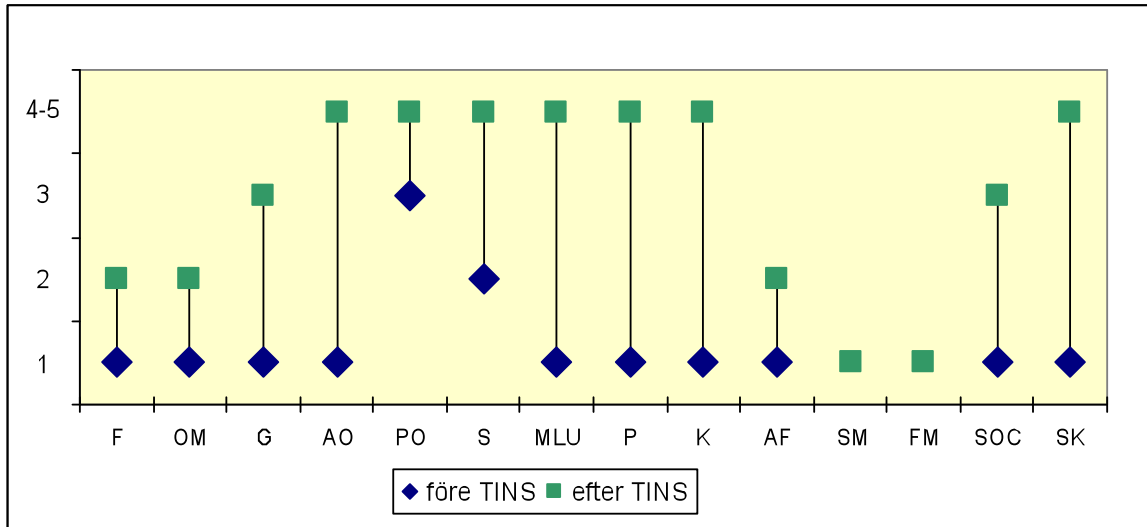 4-5
3
2
1
F OM G AO PO S MLU P K AF SM FM SOC SK
före TINS efter TINS